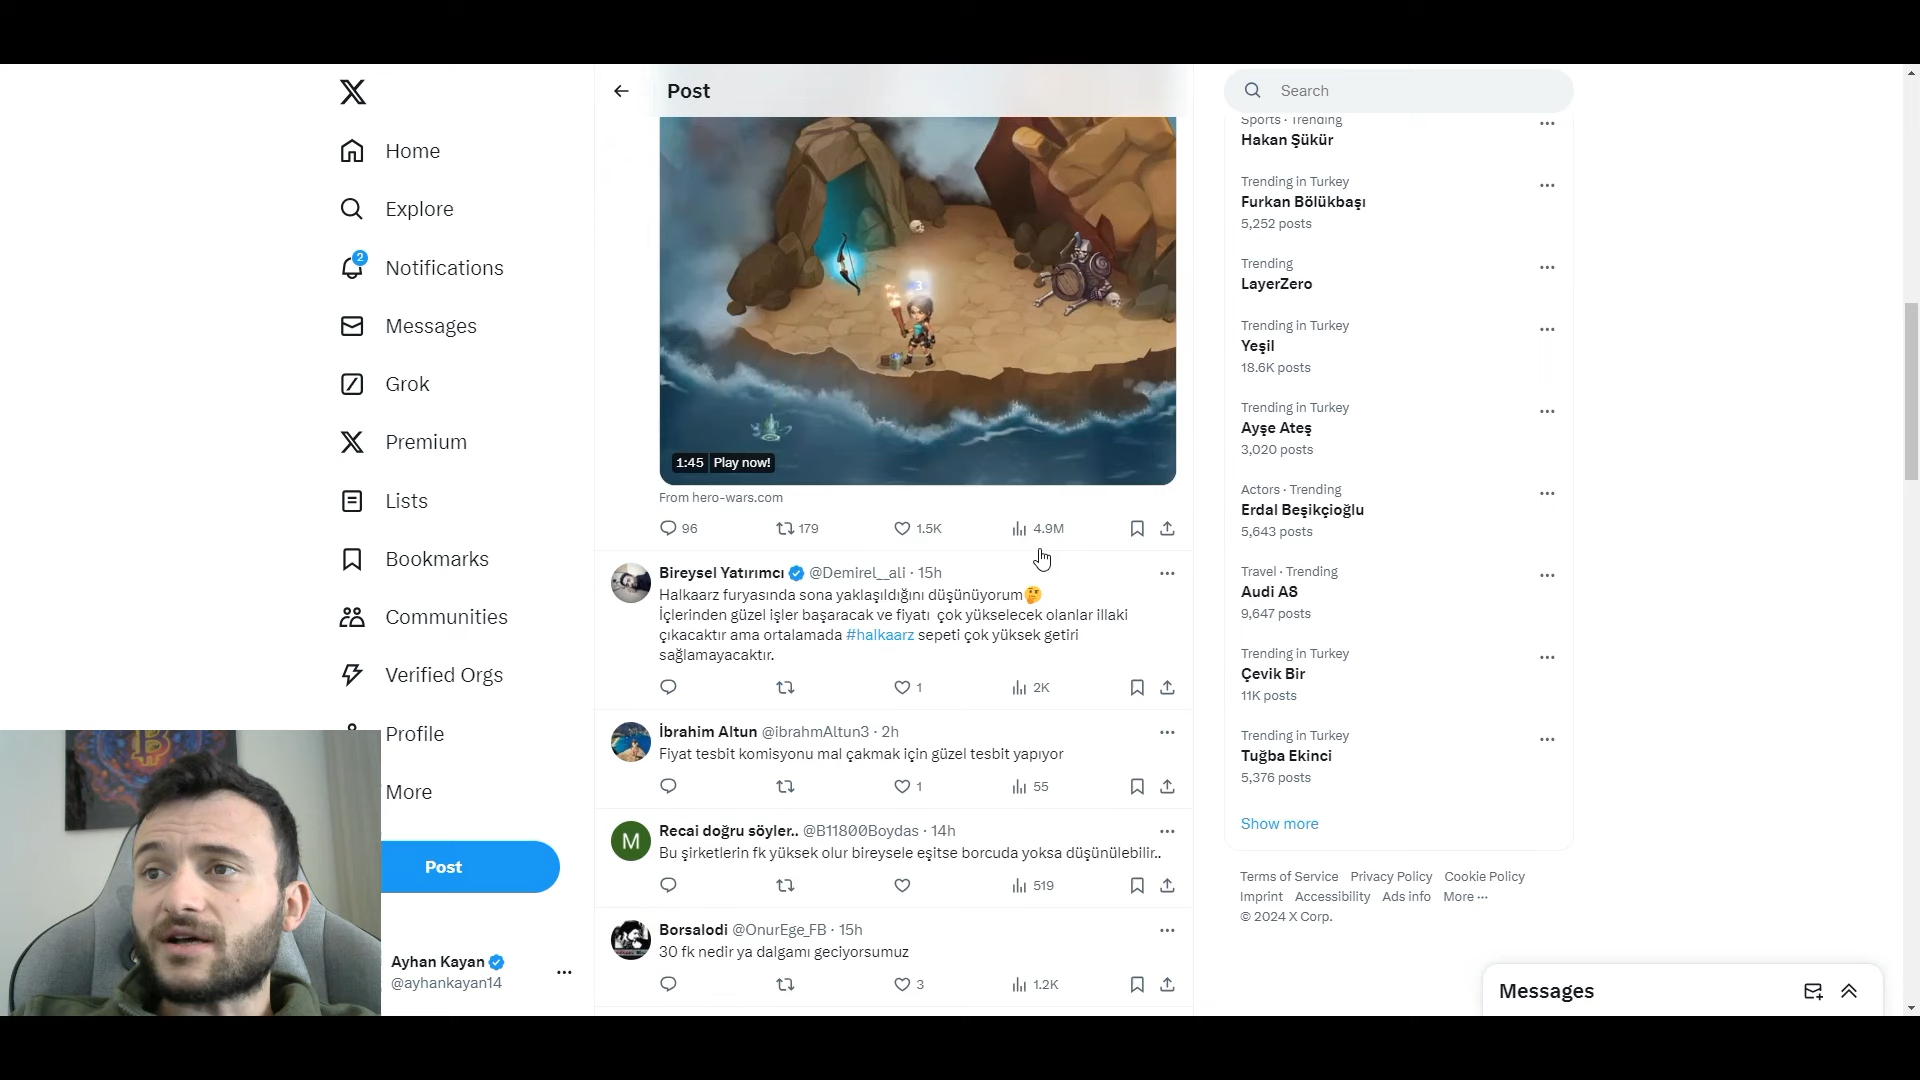 Post
Search
Home
Explore
2
Notifications
Messages
Grok
Premium
Lists
Bookmarks
Communities
Verified Orgs
Profile
More
Post
Ayhan Kayan
@ayhankayan14
3
1:45 Play now!
From hero-wars.com
96 179 1.5K 4.9M
Bireysel Yatırımcı @Demirel__ali · 15h
Halkaarz furyasında sona yaklaşıldığını düşünüyorum🤔
İçlerinden güzel işler başaracak ve fiyatı çok yükselecek olanlar illaki
çıkacaktır ama ortalamada #halkaarz sepeti çok yüksek getiri
sağlamayacaktır.
1 2K
İbrahim Altun @ibrahmAltun3 · 2h
Fiyat tesbit komisyonu mal çakmak için güzel tesbit yapıyor
1 55
M
Recai doğru söyler.. @B11800Boydas · 14h
Bu şirketlerin fk yüksek olur bireysele eşitse borcuda yoksa düşünülebilir..
519
Borsalodi @OnurEge_FB · 15h
30 fk nedir ya dalgamı geciyorsumuz
3 1.2K
Sports · Trending
Hakan Şükür
Trending in Turkey
Furkan Bölükbaşı
5,252 posts
Trending
LayerZero
Trending in Turkey
Yeşil
18.6K posts
Trending in Turkey
Ayşe Ateş
3,020 posts
Actors · Trending
Erdal Beşikçioğlu
5,643 posts
Travel · Trending
Audi A8
9,647 posts
Trending in Turkey
Çevik Bir
11K posts
Trending in Turkey
Tuğba Ekinci
5,376 posts
Show more
Terms of Service Privacy Policy Cookie Policy
Imprint Accessibility Ads info More ···
© 2024 X Corp.
Messages